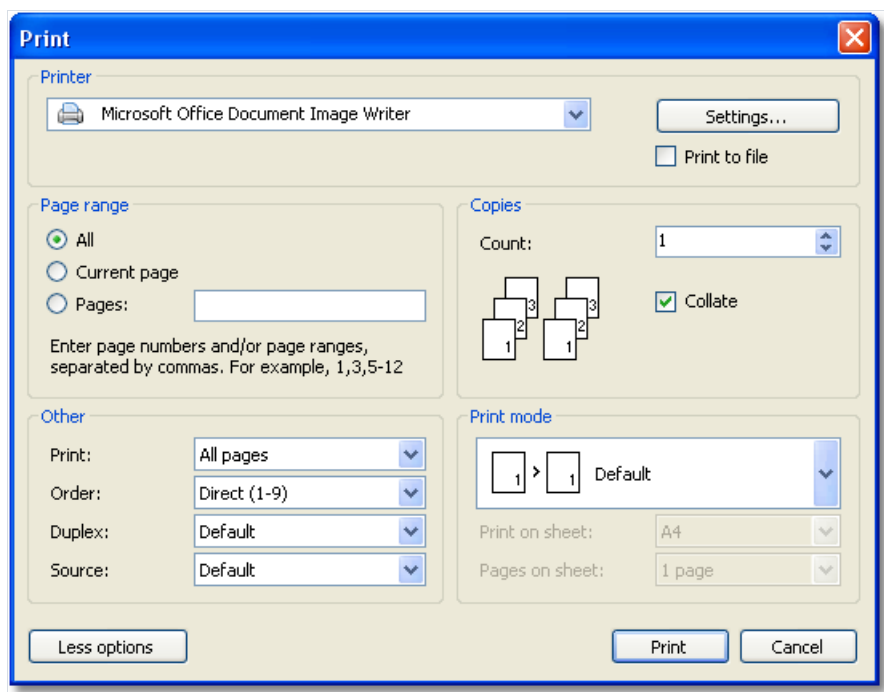 Print
Printer
Microsoft Office Document Image Writer
Settings...
Print to file
Page range
All
Current page
Pages:
Enter page numbers and/or page ranges,
separated by commas. For example, 1,3,5-12
Copies
Count: 1
3 3
2 2
1 1
Collate
Other
Print: All pages
Order: Direct (1-9)
Duplex: Default
Source: Default
Print mode
1 > 1 Default
Print on sheet: A4
Pages on sheet: 1 page
Less options
Print
Cancel